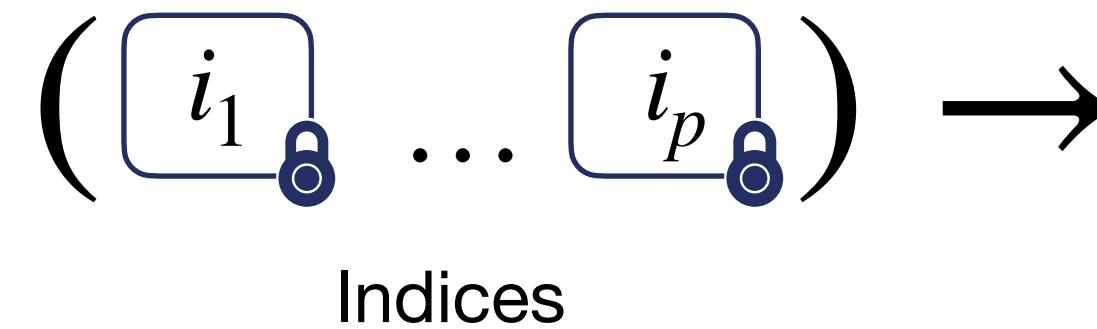 ( i₁ … iₚ ) →
Indices